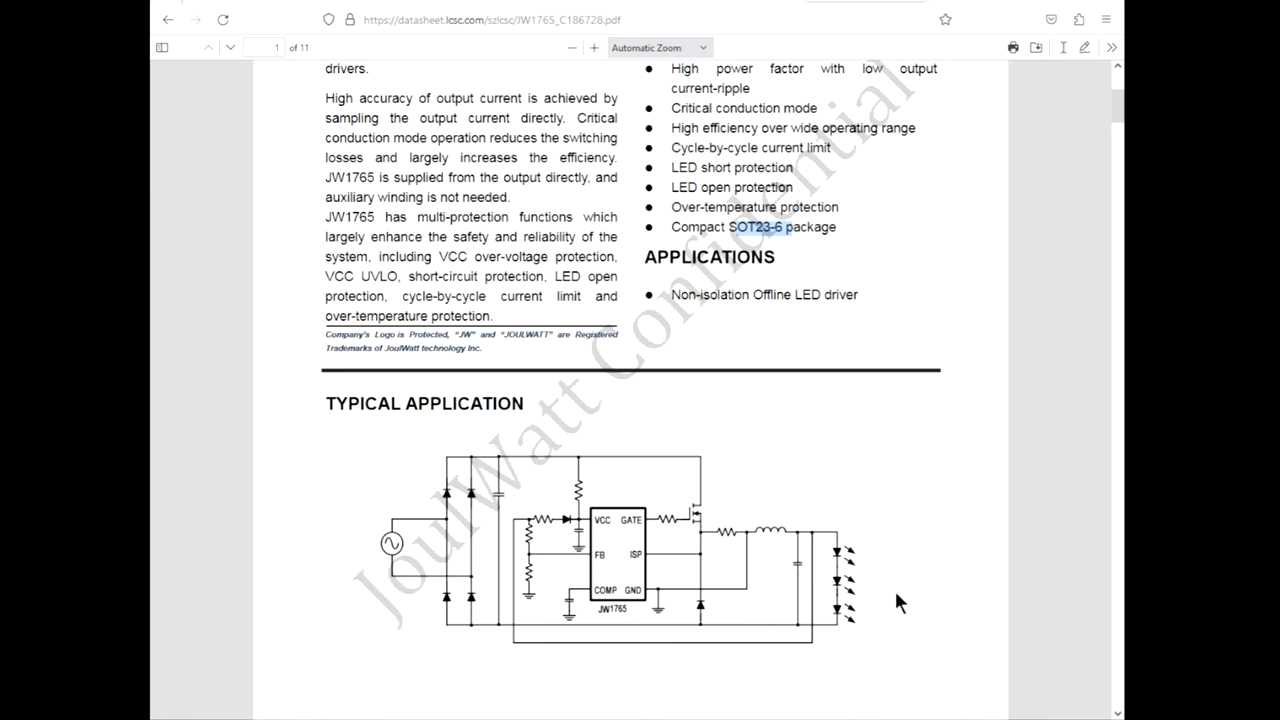 https://datasheet.lcsc.com/szlcsc/JW1765_C186728.pdf
1 of 11
Automatic Zoom
drivers.
High accuracy of output current is achieved by
sampling the output current directly. Critical
conduction mode operation reduces the switching
losses and largely increases the efficiency.
JW1765 is supplied from the output directly, and
auxiliary winding is not needed.
JW1765 has multi-protection functions which
largely enhance the safety and reliability of the
system, including VCC over-voltage protection,
VCC UVLO, short-circuit protection, LED open
protection, cycle-by-cycle current limit and
over-temperature protection.
Company's Logo is Protected, "JW" and "JOULWATT" are Registered
Trademarks of JoulWatt technology Inc.
● High power factor with low output
current-ripple
● Critical conduction mode
● High efficiency over wide operating range
● Cycle-by-cycle current limit
● LED short protection
● LED open protection
● Over-temperature protection
● Compact SOT23-6 package
APPLICATIONS
● Non-isolation Offline LED driver
TYPICAL APPLICATION
VCC GATE
FB ISP
COMP GND
JW1765
JoulWatt Confidential